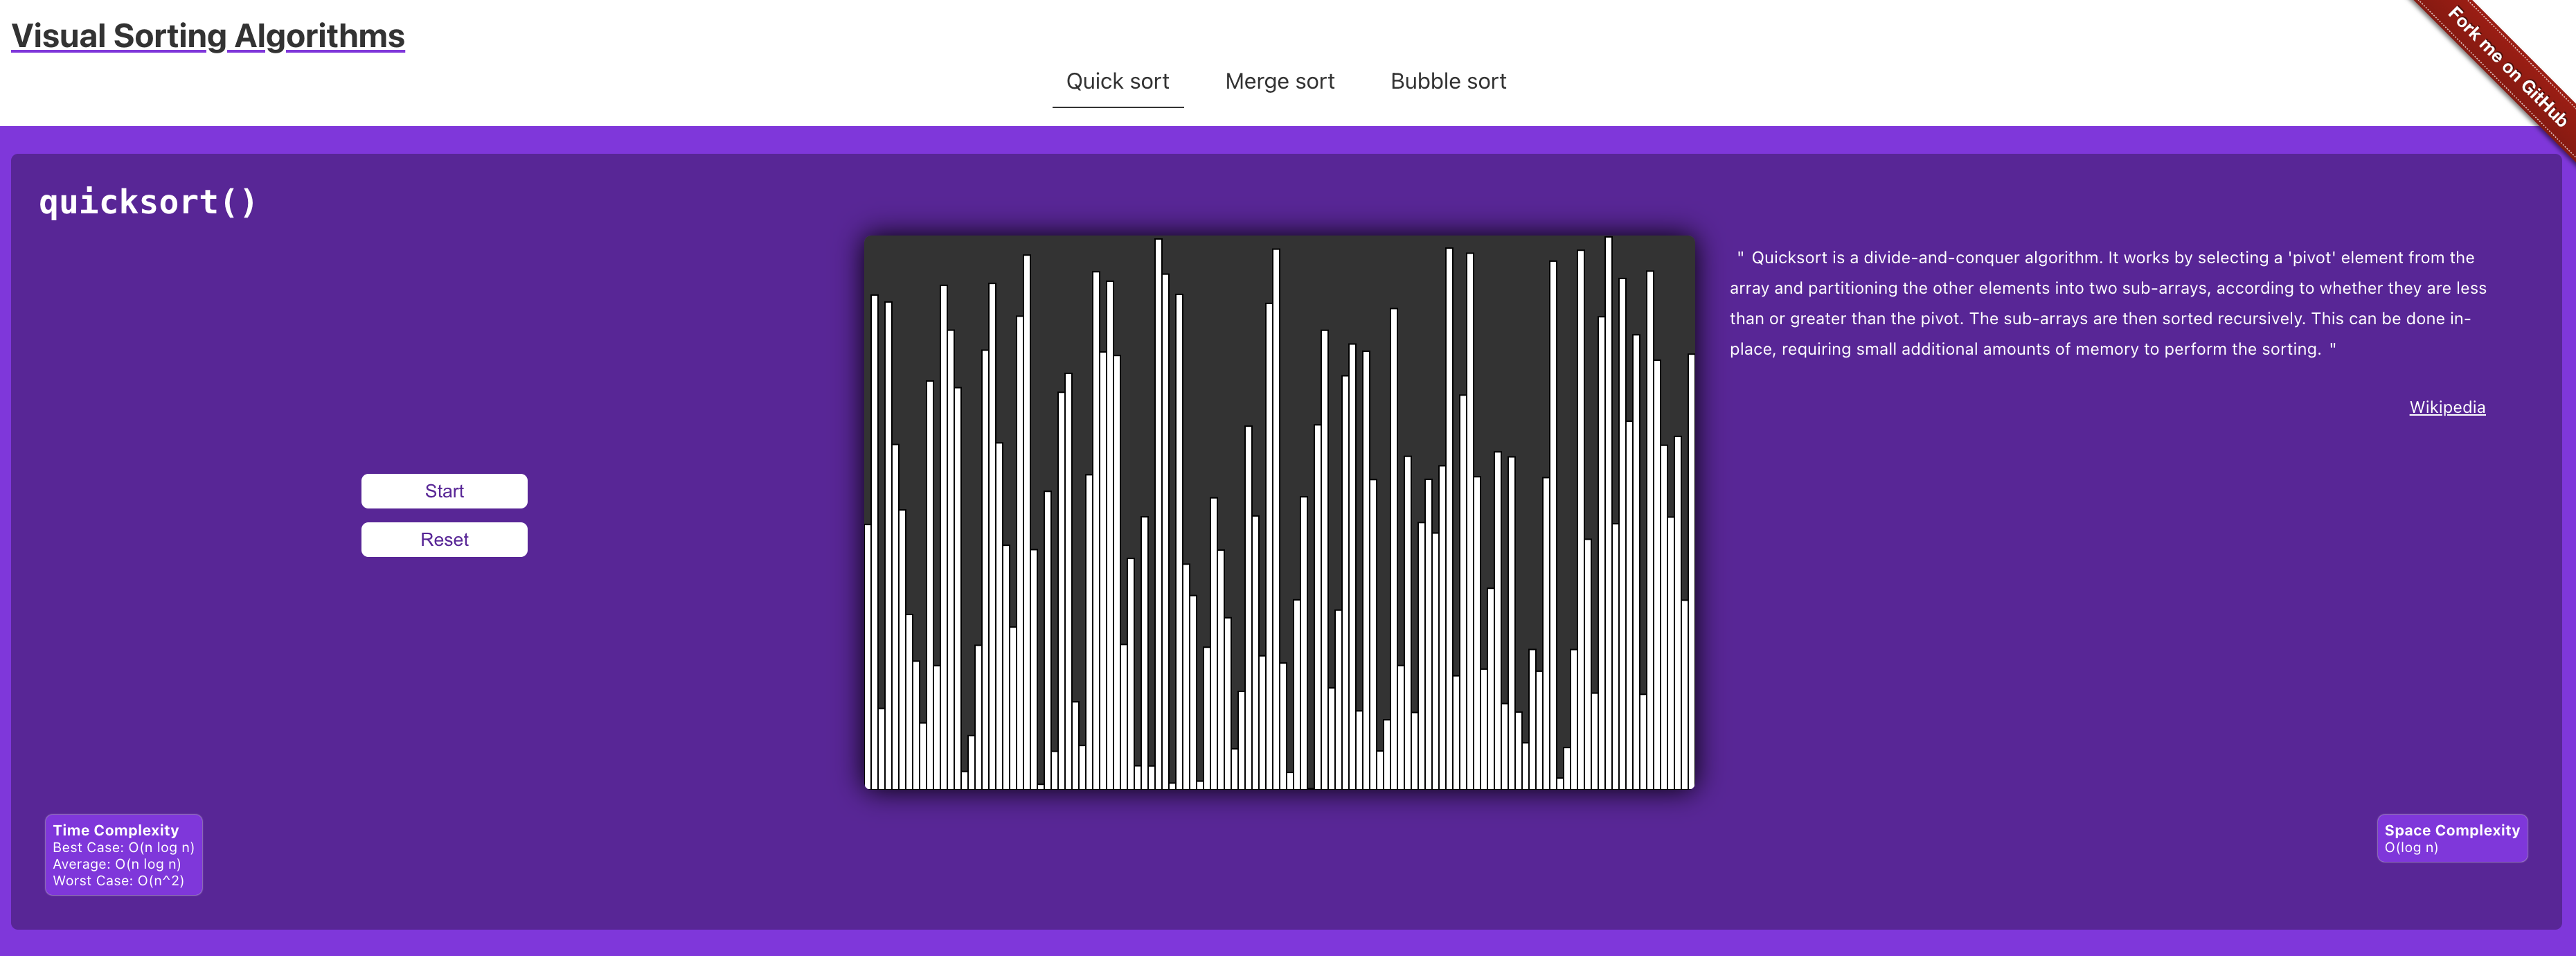 Visual Sorting Algorithms
Fork me on GitHub
Quick sort
Merge sort
Bubble sort
quicksort()
" Quicksort is a divide-and-conquer algorithm. It works by selecting a 'pivot' element from the
array and partitioning the other elements into two sub-arrays, according to whether they are less
than or greater than the pivot. The sub-arrays are then sorted recursively. This can be done in-
place, requiring small additional amounts of memory to perform the sorting. "
Wikipedia
Start
Reset
Time Complexity
Best Case: O(n log n)
Average: O(n log n)
Worst Case: O(n^2)
Space Complexity
O(log n)